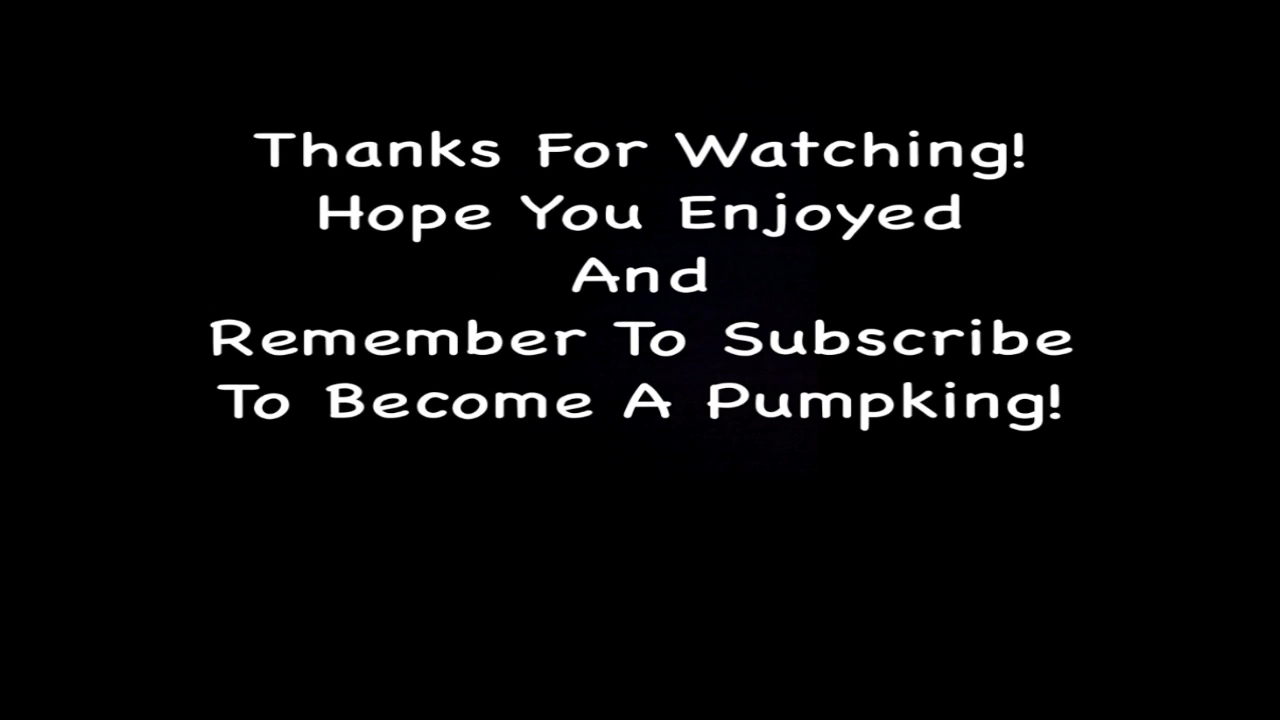 Thanks For Watching!
Hope You Enjoyed
And
Remember To Subscribe
To Become A Pumpking!